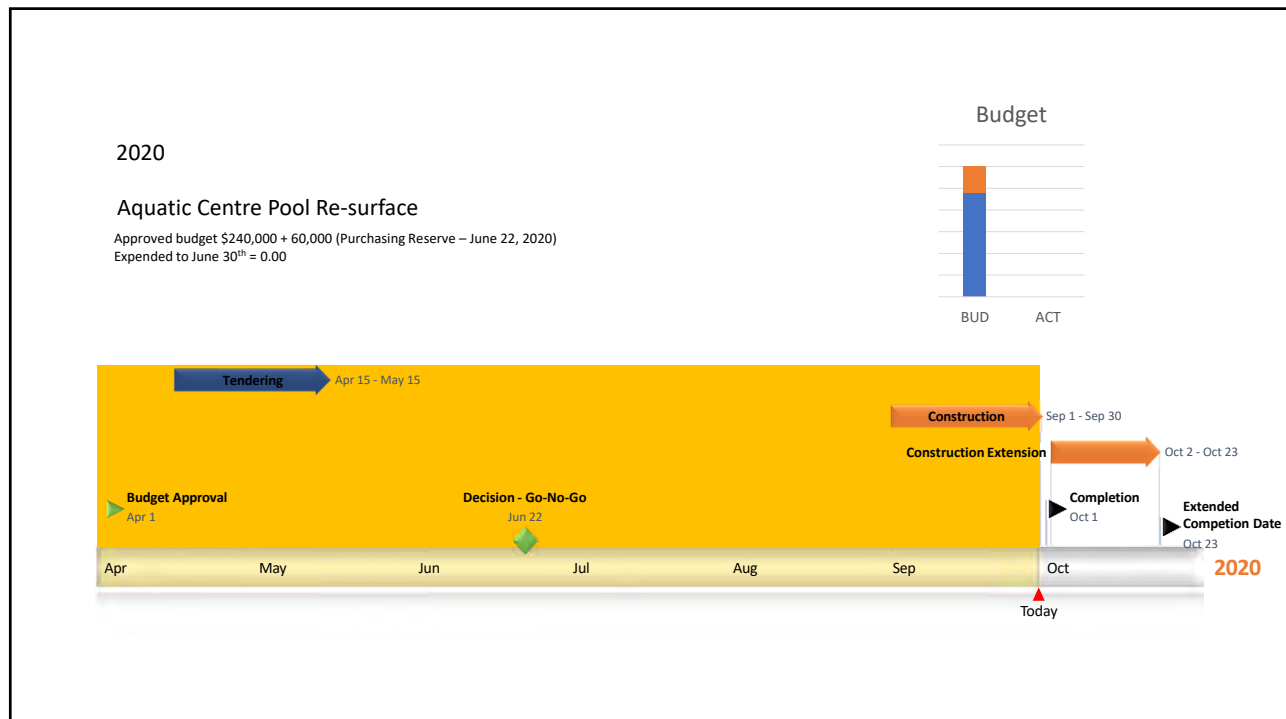 Budget
2020
Aquatic Centre Pool Re-surface
Approved budget $240,000 + 60,000 (Purchasing Reserve – June 22, 2020)
Expended to June 30th = 0.00
BUD ACT
Tendering Apr 15 - May 15
Construction Sep 1 - Sep 30
Construction Extension Oct 2 - Oct 23
Budget Approval
Apr 1
Decision - Go-No-Go
Jun 22
Completion
Oct 1
Extended
Competion Date
Oct 23
Apr May Jun Jul Aug Sep Oct 2020
Today